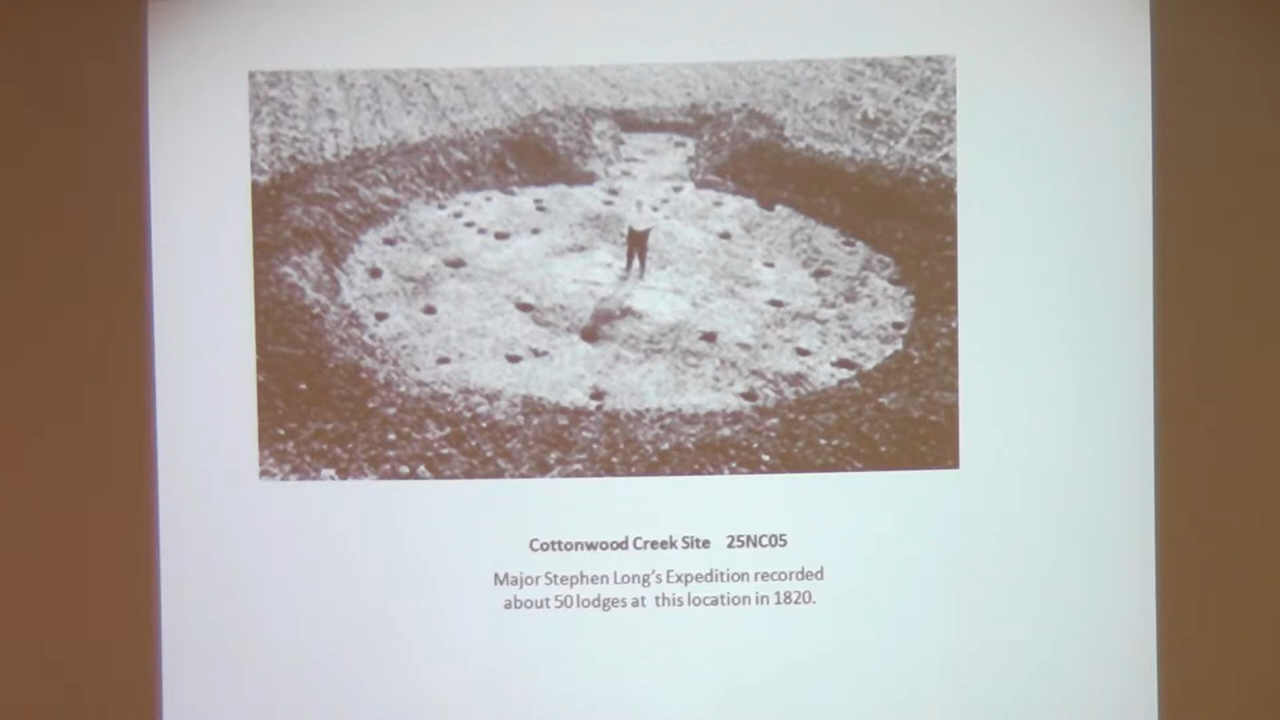 Cottonwood Creek Site 25NC05
Major Stephen Long's Expedition recorded
about 50 lodges at this location in 1820.